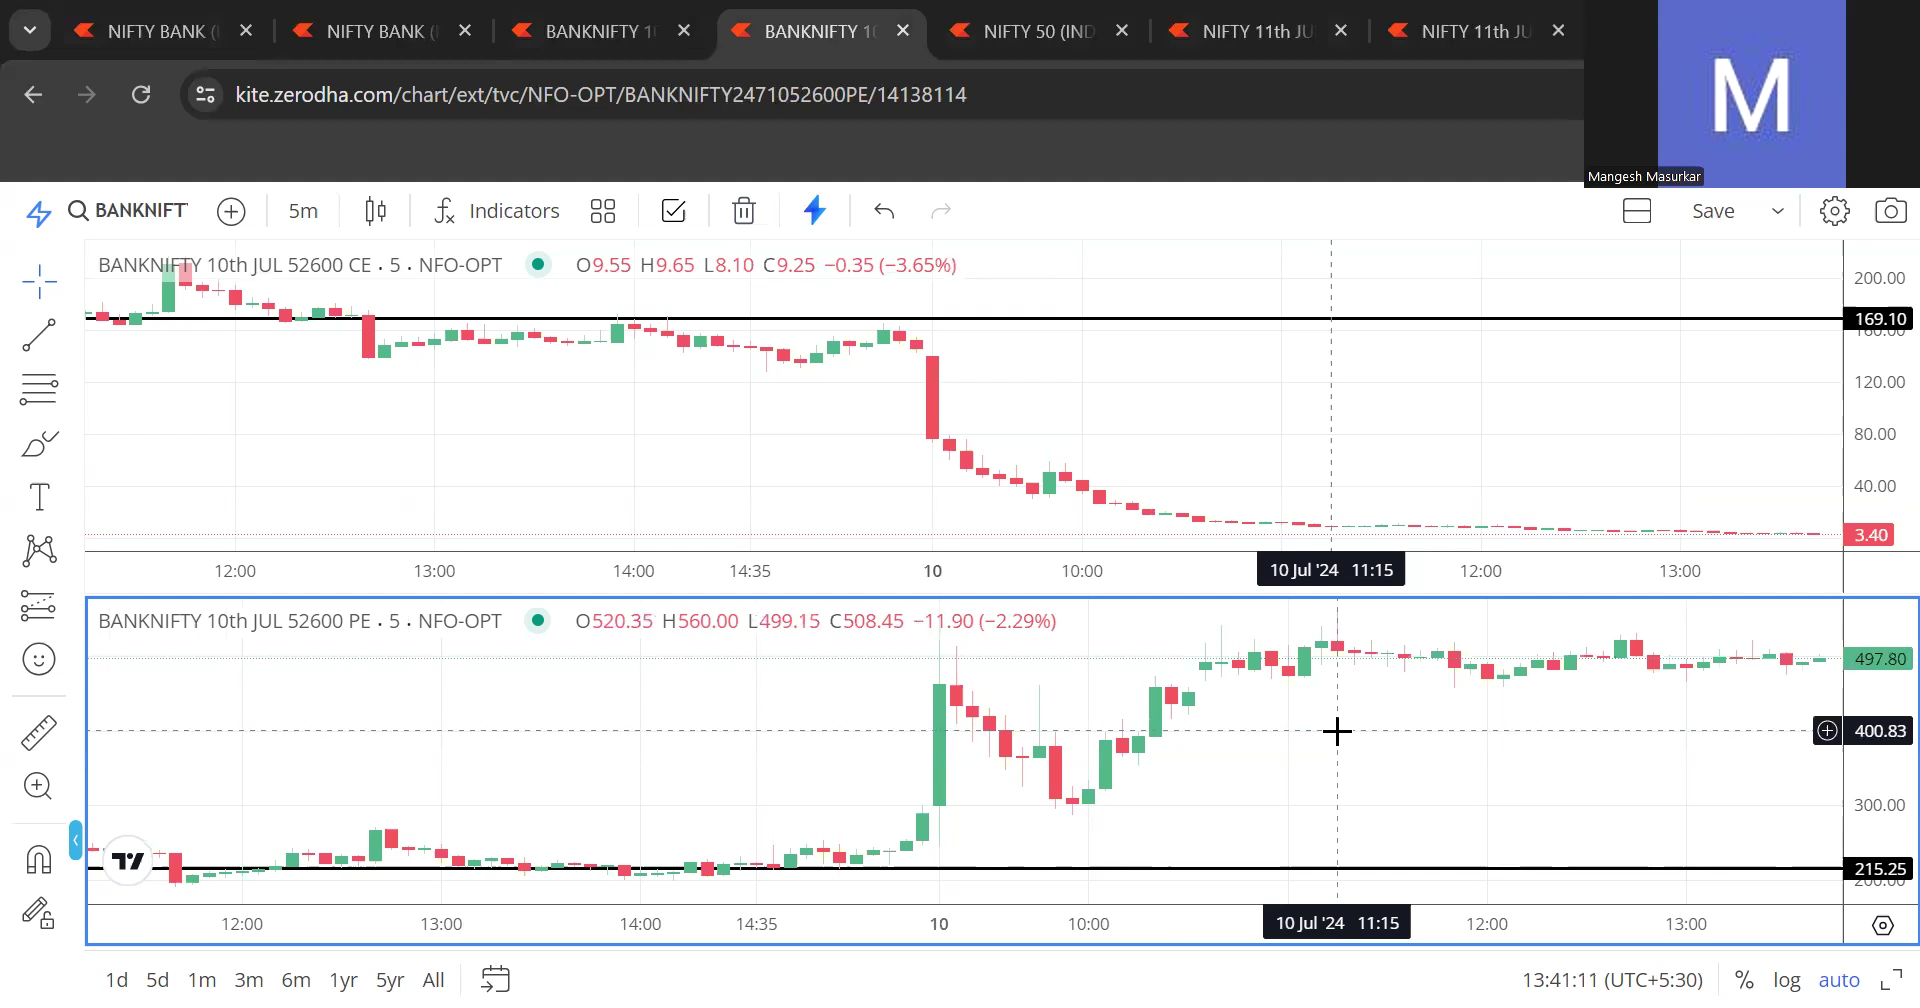 NIFTY BANK (
NIFTY BANK (
BANKNIFTY 1
BANKNIFTY 10
NIFTY 50 (IND
NIFTY 11th JU
NIFTY 11th JU
kite.zerodha.com/chart/ext/tvc/NFO-OPT/BANKNIFTY2471052600PE/14138114
M
Mangesh Masurkar
BANKNIFT
5m
Indicators
Save
BANKNIFTY 10th JUL 52600 CE · 5 · NFO-OPT
O9.55 H9.65 L8.10 C9.25 −0.35 (−3.65%)
200.00
169.10
160.00
120.00
80.00
40.00
3.40
12:00 13:00 14:00 14:35 10 10:00 10 Jul '24 11:15 12:00 13:00
BANKNIFTY 10th JUL 52600 PE · 5 · NFO-OPT
O520.35 H560.00 L499.15 C508.45 −11.90 (−2.29%)
497.80
400.83
300.00
215.25
200.00
12:00 13:00 14:00 14:35 10 10:00 10 Jul '24 11:15 12:00 13:00
1d 5d 1m 3m 6m 1yr 5yr All
13:41:11 (UTC+5:30) % log auto